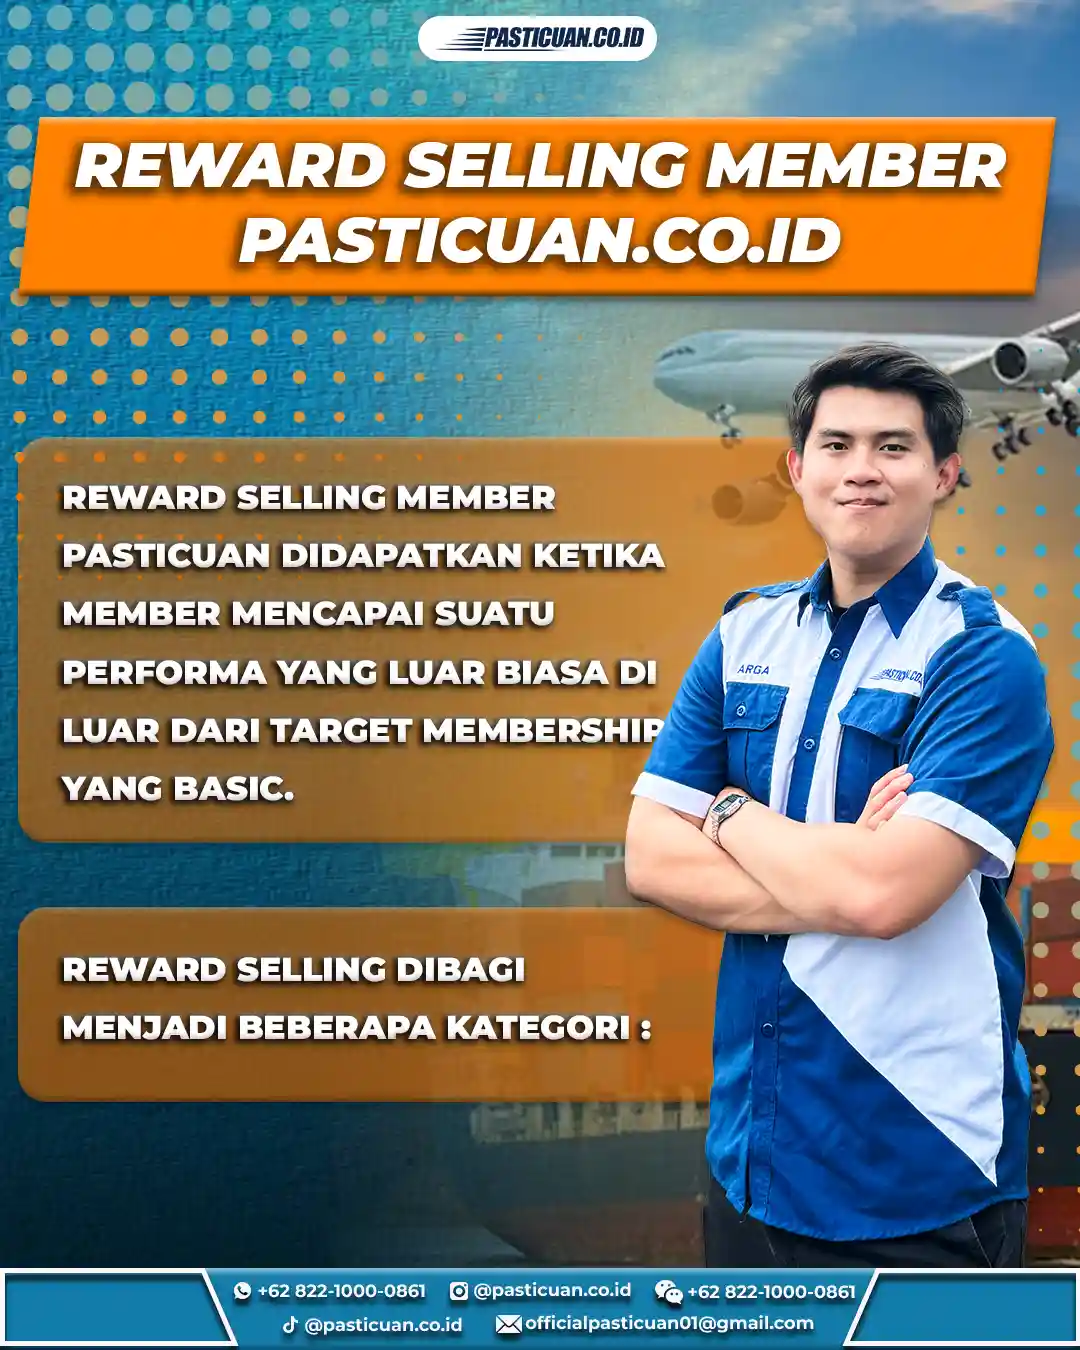 PASTICUAN.CO.ID
REWARD SELLING MEMBER
PASTICUAN.CO.ID
REWARD SELLING MEMBER
PASTICUAN DIDAPATKAN KETIKA
MEMBER MENCAPAI SUATU
PERFORMA YANG LUAR BIASA DI
LUAR DARI TARGET MEMBERSHIP
YANG BASIC.
ARGA
PASTICUAN.CO
REWARD SELLING DIBAGI
MENJADI BEBERAPA KATEGORI :
+62 822-1000-0861 @pasticuan.co.id +62 822-1000-0861
@pasticuan.co.id officialpasticuan01@gmail.com